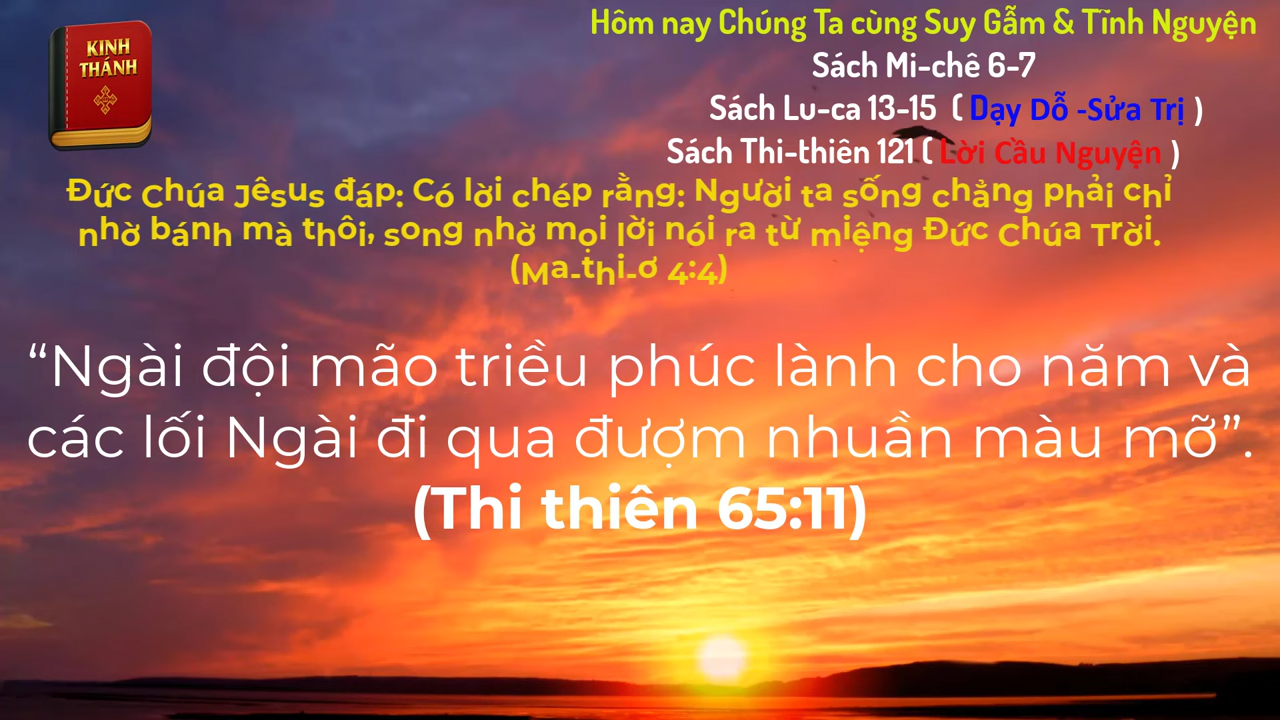 KINH
THÁNH
Hôm nay Chúng Ta cùng Suy Gẫm & Tĩnh Nguyện
Sách Mi-chê 6-7
Sách Lu-ca 13-15 ( Dạy Dỗ -Sửa Trị )
Sách Thi-thiên 121 ( Lời Cầu Nguyện )
Đức Chúa Jêsus đáp: Có lời chép rằng: Người ta sống chẳng phải chỉ
nhờ bánh mà thôi, song nhờ mọi lời nói ra từ miệng Đức Chúa Trời.
(Ma-thi-ơ 4:4)
“Ngài đội mão triều phúc lành cho năm và
các lối Ngài đi qua đượm nhuần màu mỡ”.
(Thi thiên 65:11)